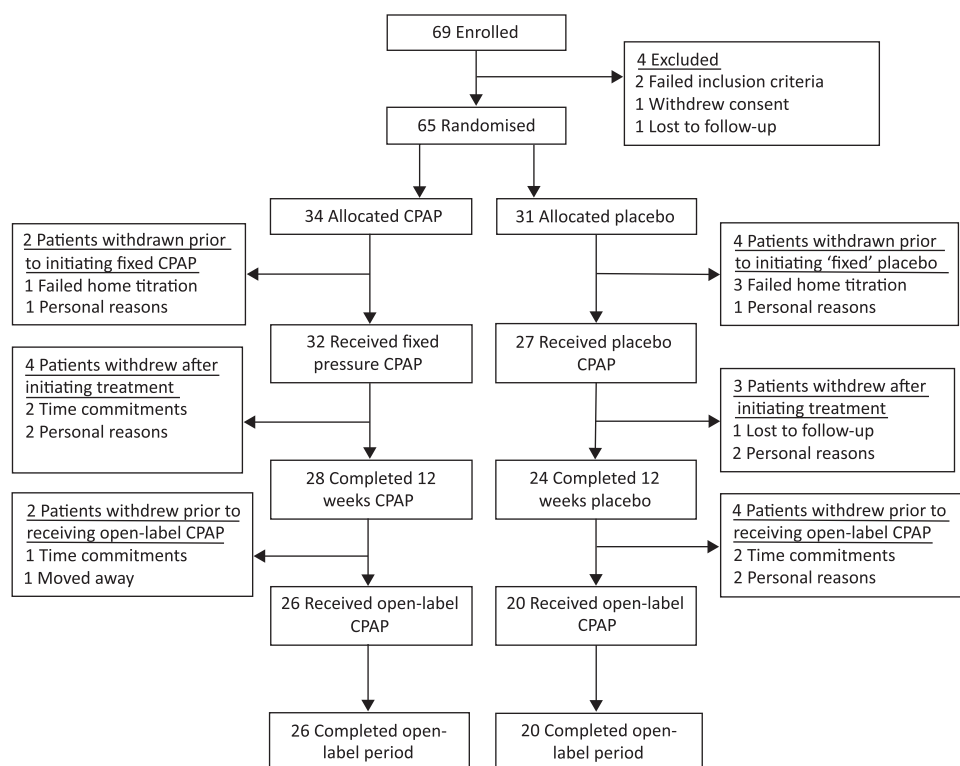 69 Enrolled
4 Excluded
2 Failed inclusion criteria
1 Withdrew consent
1 Lost to follow-up
65 Randomised
34 Allocated CPAP
31 Allocated placebo
2 Patients withdrawn prior
to initiating fixed CPAP
1 Failed home titration
1 Personal reasons
4 Patients withdrawn prior
to initiating ‘fixed’ placebo
3 Failed home titration
1 Personal reasons
32 Received fixed
pressure CPAP
27 Received placebo
CPAP
4 Patients withdrew after
initiating treatment
2 Time commitments
2 Personal reasons
3 Patients withdrew after
initiating treatment
1 Lost to follow-up
2 Personal reasons
28 Completed 12
weeks CPAP
24 Completed 12
weeks placebo
2 Patients withdrew prior to
receiving open-label CPAP
1 Time commitments
1 Moved away
4 Patients withdrew prior to
receiving open-label CPAP
2 Time commitments
2 Personal reasons
26 Received open-label
CPAP
20 Received open-label
CPAP
26 Completed open-
label period
20 Completed open-
label period